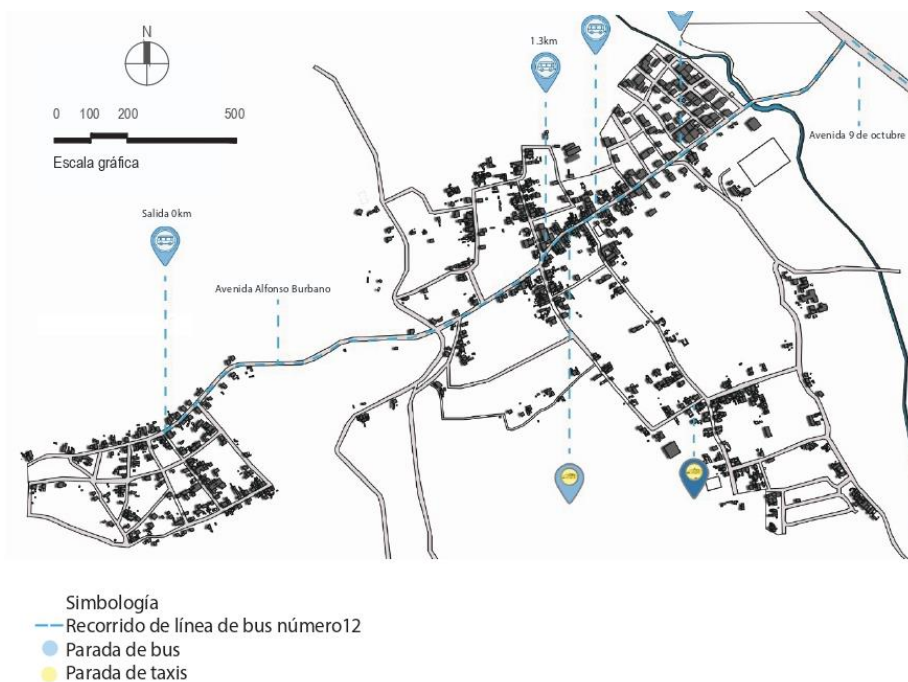 N
1.3km
0 100 200 500
Escala gráfica
Avenida 9 de octubre
Salida 0km
Avenida Alfonso Burbano
Simbología
Recorrido de línea de bus número12
Parada de bus
Parada de taxis